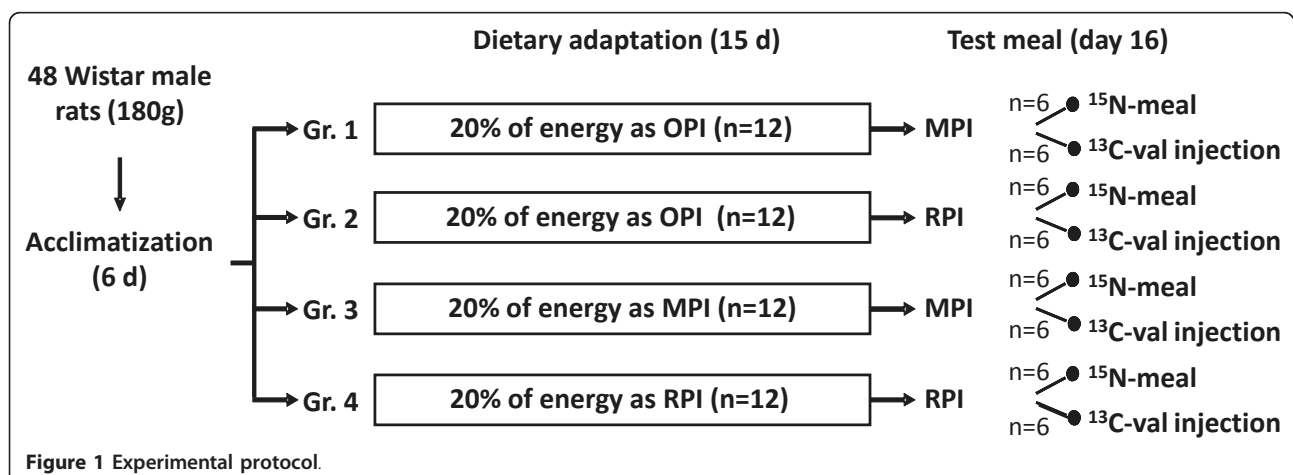 Dietary adaptation (15 d)
Test meal (day 16)
48 Wistar male
rats (180g)
Acclimatization
(6 d)
Gr. 1
20% of energy as OPI (n=12)
MPI
n=6
¹⁵N-meal
n=6
¹³C-val injection
Gr. 2
20% of energy as OPI (n=12)
RPI
n=6
¹⁵N-meal
n=6
¹³C-val injection
Gr. 3
20% of energy as MPI (n=12)
MPI
n=6
¹⁵N-meal
n=6
¹³C-val injection
Gr. 4
20% of energy as RPI (n=12)
RPI
n=6
¹⁵N-meal
n=6
¹³C-val injection
Figure 1 Experimental protocol.